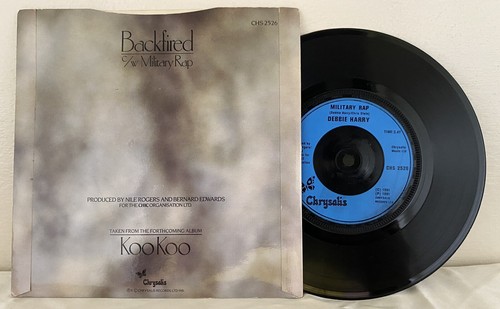 Backfired
c/w Military Rap
CHS 2526
PRODUCED BY NILE ROGERS AND BERNARD EDWARDS
FOR THE CHIC ORGANISATION LTD.
TAKEN FROM THE FORTHCOMING ALBUM
KooKoo
Chrysalis
MILITARY RAP
DEBBIE HARRY
CHS 2526
Chrysalis